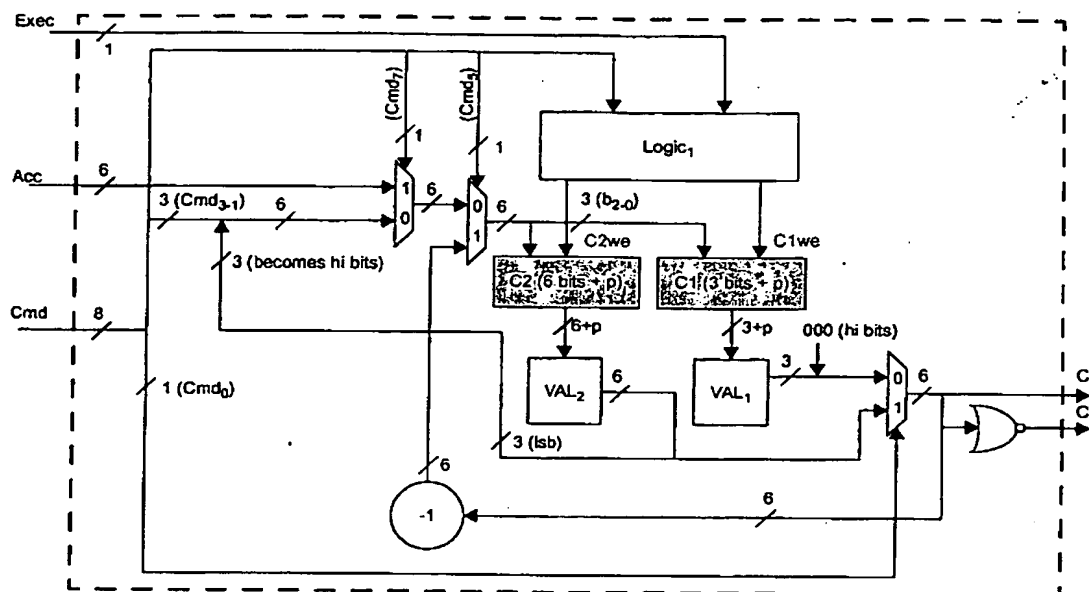 Exec
1
(Cmd7)
(Cmd5)
1
1
Logic1
Acc
6
1
0
6
0
1
6
3 (Cmd3-1)
6
3 (b2-0)
C2we
C1we
3 (becomes hi bits)
C2 (6 bits + p)
C1 (3 bits + p)
Cmd
8
6+p
3+p
000 (hi bits)
1 (Cmd0)
VAL2
6
VAL1
3
0
1
6
C
C
3 (lsb)
6
-1
6